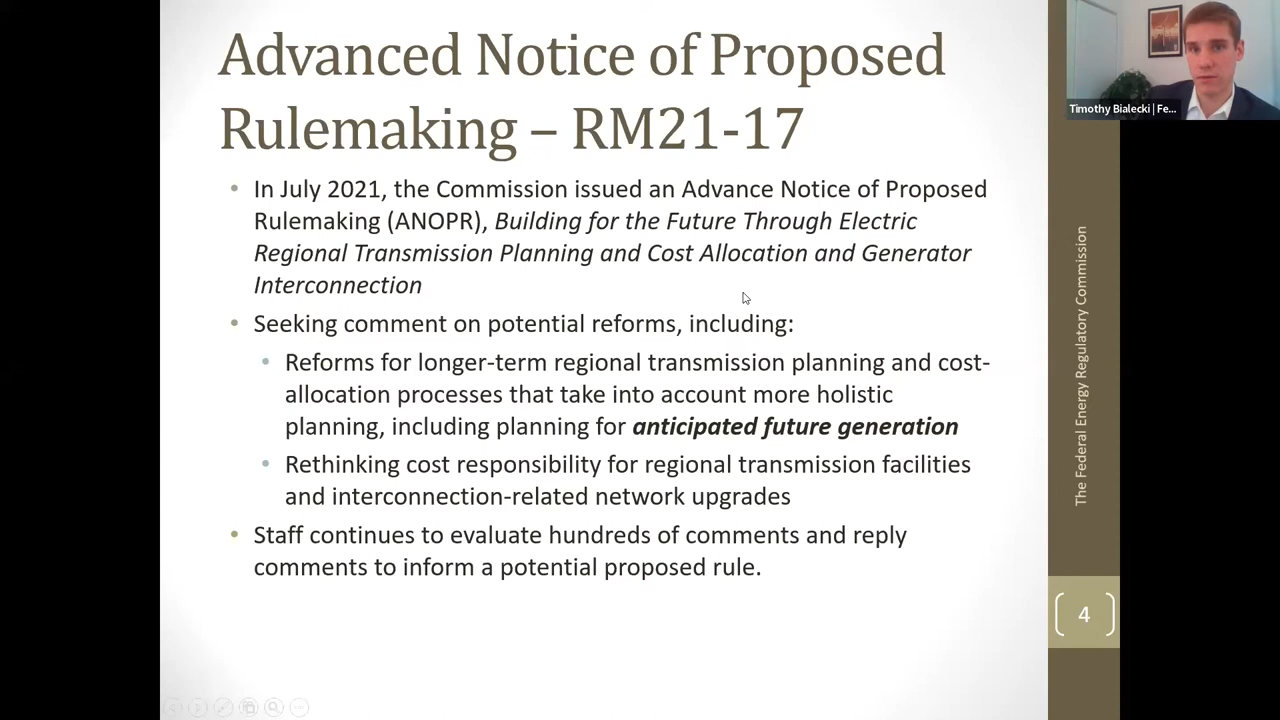 Advanced Notice of Proposed
Rulemaking – RM21-17
• In July 2021, the Commission issued an Advance Notice of Proposed
Rulemaking (ANOPR), Building for the Future Through Electric
Regional Transmission Planning and Cost Allocation and Generator
Interconnection
• Seeking comment on potential reforms, including:
• Reforms for longer-term regional transmission planning and cost-
allocation processes that take into account more holistic
planning, including planning for anticipated future generation
• Rethinking cost responsibility for regional transmission facilities
and interconnection-related network upgrades
• Staff continues to evaluate hundreds of comments and reply
comments to inform a potential proposed rule.
Timothy Bialecki | Fe...
The Federal Energy Regulatory Commission
4